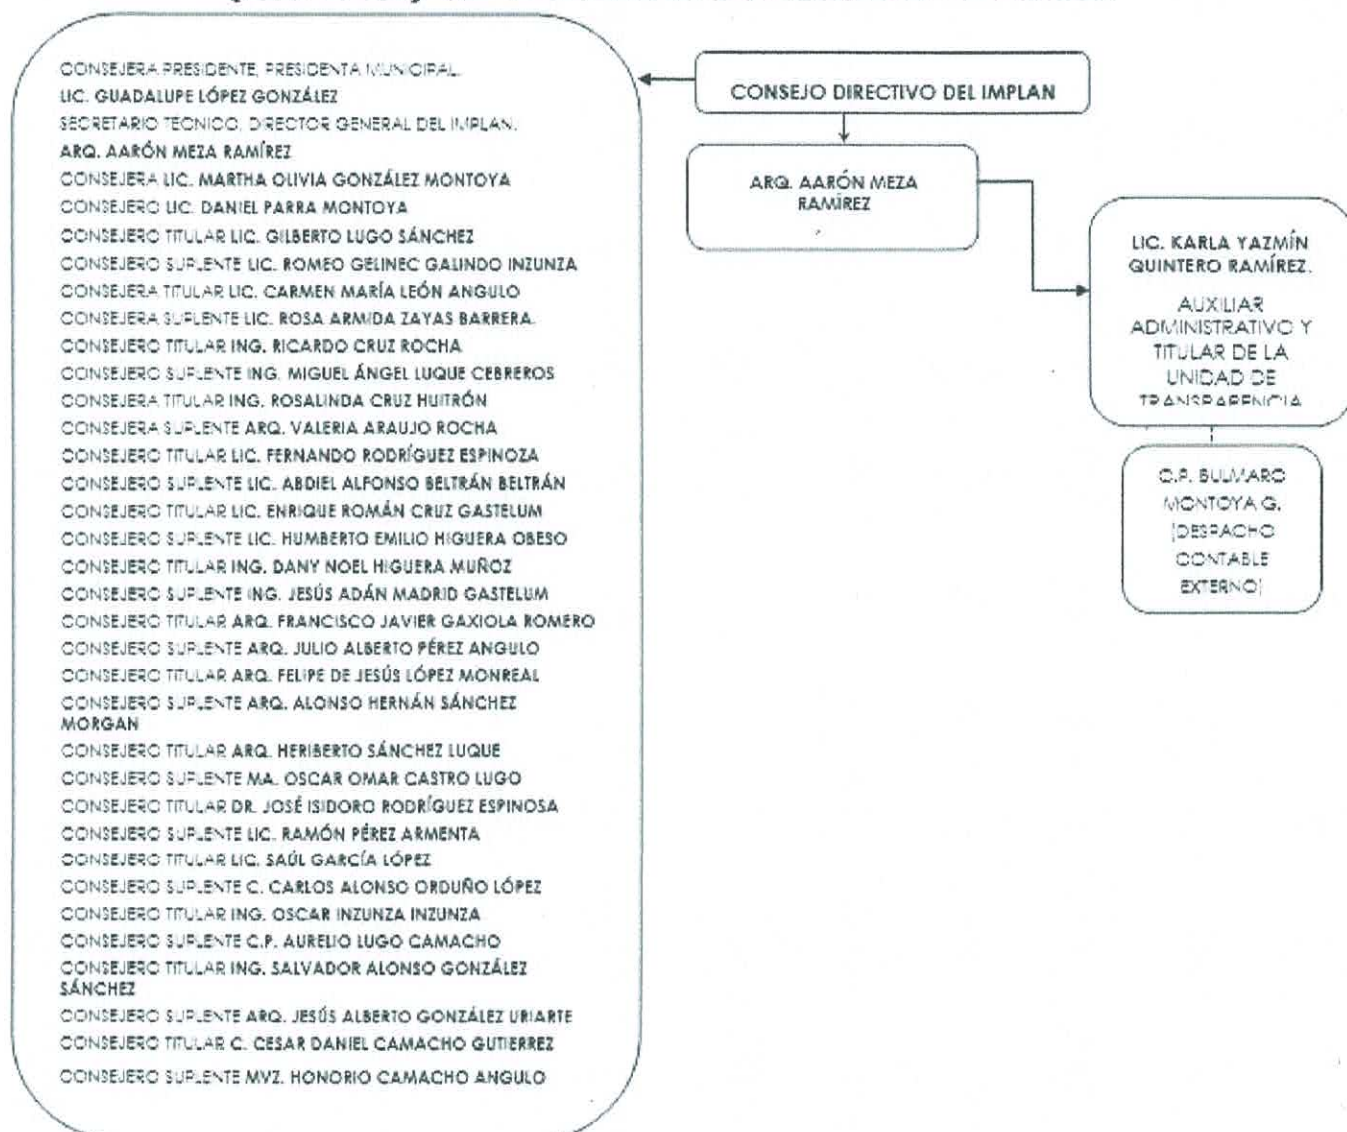 CONSEJERA PRESIDENTE, PRESIDENTA MUNICIPAL.
LIC. GUADALUPE LÓPEZ GONZÁLEZ
SECRETARIO TECNICO, DIRECTOR GENERAL DEL IMPLAN.
ARQ. AARÓN MEZA RAMÍREZ
CONSEJERA LIC. MARTHA OLIVIA GONZÁLEZ MONTOYA
CONSEJERO LIC. DANIEL PARRA MONTOYA
CONSEJERO TITULAR LIC. GILBERTO LUGO SÁNCHEZ
CONSEJERO SUPLENTE LIC. ROMEO GELINEC GALINDO INZUNZA
CONSEJERA TITULAR LIC. CARMEN MARÍA LEÓN ANGULO
CONSEJERA SUPLENTE LIC. ROSA ARMIDA ZAYAS BARRERA.
CONSEJERO TITULAR ING. RICARDO CRUZ ROCHA
CONSEJERO SUPLENTE ING. MIGUEL ÁNGEL LUQUE CEBREROS
CONSEJERA TITULAR ING. ROSALINDA CRUZ HUITRÓN
CONSEJERA SUPLENTE ARQ. VALERIA ARAUJO ROCHA
CONSEJERO TITULAR LIC. FERNANDO RODRÍGUEZ ESPINOZA
CONSEJERO SUPLENTE LIC. ABDIEL ALFONSO BELTRÁN BELTRÁN
CONSEJERO TITULAR LIC. ENRIQUE ROMÁN CRUZ GASTELUM
CONSEJERO SUPLENTE LIC. HUMBERTO EMILIO HIGUERA OBESO
CONSEJERO TITULAR ING. DANY NOEL HIGUERA MUÑOZ
CONSEJERO SUPLENTE ING. JESÚS ADÁN MADRID GASTELUM
CONSEJERO TITULAR ARQ. FRANCISCO JAVIER GAXIOLA ROMERO
CONSEJERO SUPLENTE ARQ. JULIO ALBERTO PÉREZ ANGULO
CONSEJERO TITULAR ARQ. FELIPE DE JESÚS LÓPEZ MONREAL
CONSEJERO SUPLENTE ARQ. ALONSO HERNÁN SÁNCHEZ
MORGAN
CONSEJERO TITULAR ARQ. HERIBERTO SÁNCHEZ LUQUE
CONSEJERO SUPLENTE MA. OSCAR OMAR CASTRO LUGO
CONSEJERO TITULAR DR. JOSÉ ISIDORO RODRÍGUEZ ESPINOSA
CONSEJERO SUPLENTE LIC. RAMÓN PÉREZ ARMENTA
CONSEJERO TITULAR LIC. SAÚL GARCÍA LÓPEZ
CONSEJERO SUPLENTE C. CARLOS ALONSO ORDUÑO LÓPEZ
CONSEJERO TITULAR ING. OSCAR INZUNZA INZUNZA
CONSEJERO SUPLENTE C.P. AURELIO LUGO CAMACHO
CONSEJERO TITULAR ING. SALVADOR ALONSO GONZÁLEZ
SÁNCHEZ
CONSEJERO SUPLENTE ARQ. JESÚS ALBERTO GONZÁLEZ URIARTE
CONSEJERO TITULAR C. CESAR DANIEL CAMACHO GUTIERREZ
CONSEJERO SUPLENTE MVZ. HONORIO CAMACHO ANGULO
CONSEJO DIRECTIVO DEL IMPLAN
ARQ. AARÓN MEZA
RAMÍREZ
LIC. KARLA YAZMÍN
QUINTERO RAMÍREZ.
AUXILIAR
ADMINISTRATIVO Y
TITULAR DE LA
UNIDAD DE
TRANSPARENCIA
C.P. BULMARO
MONTOYA G.
(DESPACHO
CONTABLE
EXTERNO)